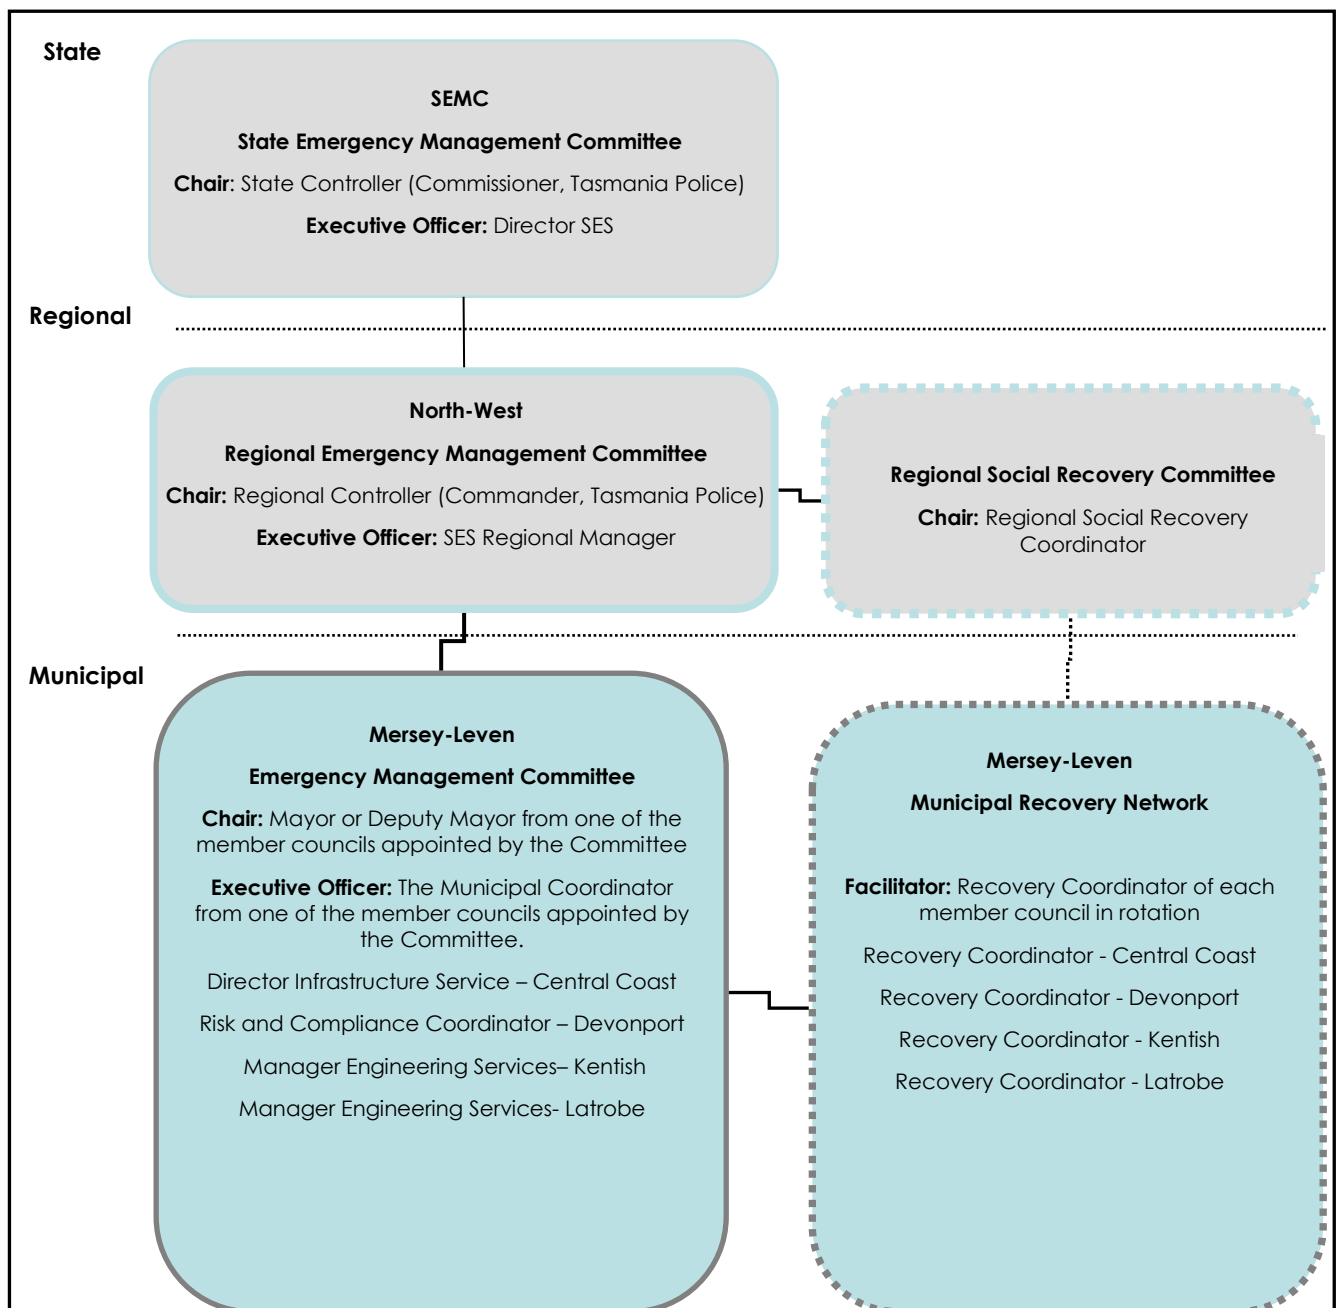 State
SEMC
State Emergency Management Committee
Chair: State Controller (Commissioner, Tasmania Police)
Executive Officer: Director SES
Regional
North-West
Regional Emergency Management Committee
Chair: Regional Controller (Commander, Tasmania Police)
Executive Officer: SES Regional Manager
Regional Social Recovery Committee
Chair: Regional Social Recovery
Coordinator
Municipal
Mersey-Leven
Emergency Management Committee
Chair: Mayor or Deputy Mayor from one of the
member councils appointed by the Committee
Executive Officer: The Municipal Coordinator
from one of the member councils appointed by
the Committee.
Director Infrastructure Service – Central Coast
Risk and Compliance Coordinator – Devonport
Manager Engineering Services– Kentish
Manager Engineering Services- Latrobe
Mersey-Leven
Municipal Recovery Network
Facilitator: Recovery Coordinator of each
member council in rotation
Recovery Coordinator - Central Coast
Recovery Coordinator - Devonport
Recovery Coordinator - Kentish
Recovery Coordinator - Latrobe